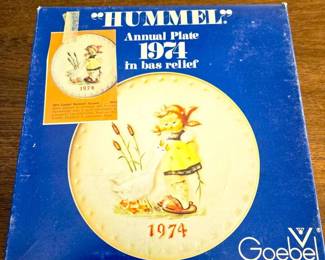 "HUMMEL"
Annual Plate
1974
in bas relief
1974
1974
Goebel